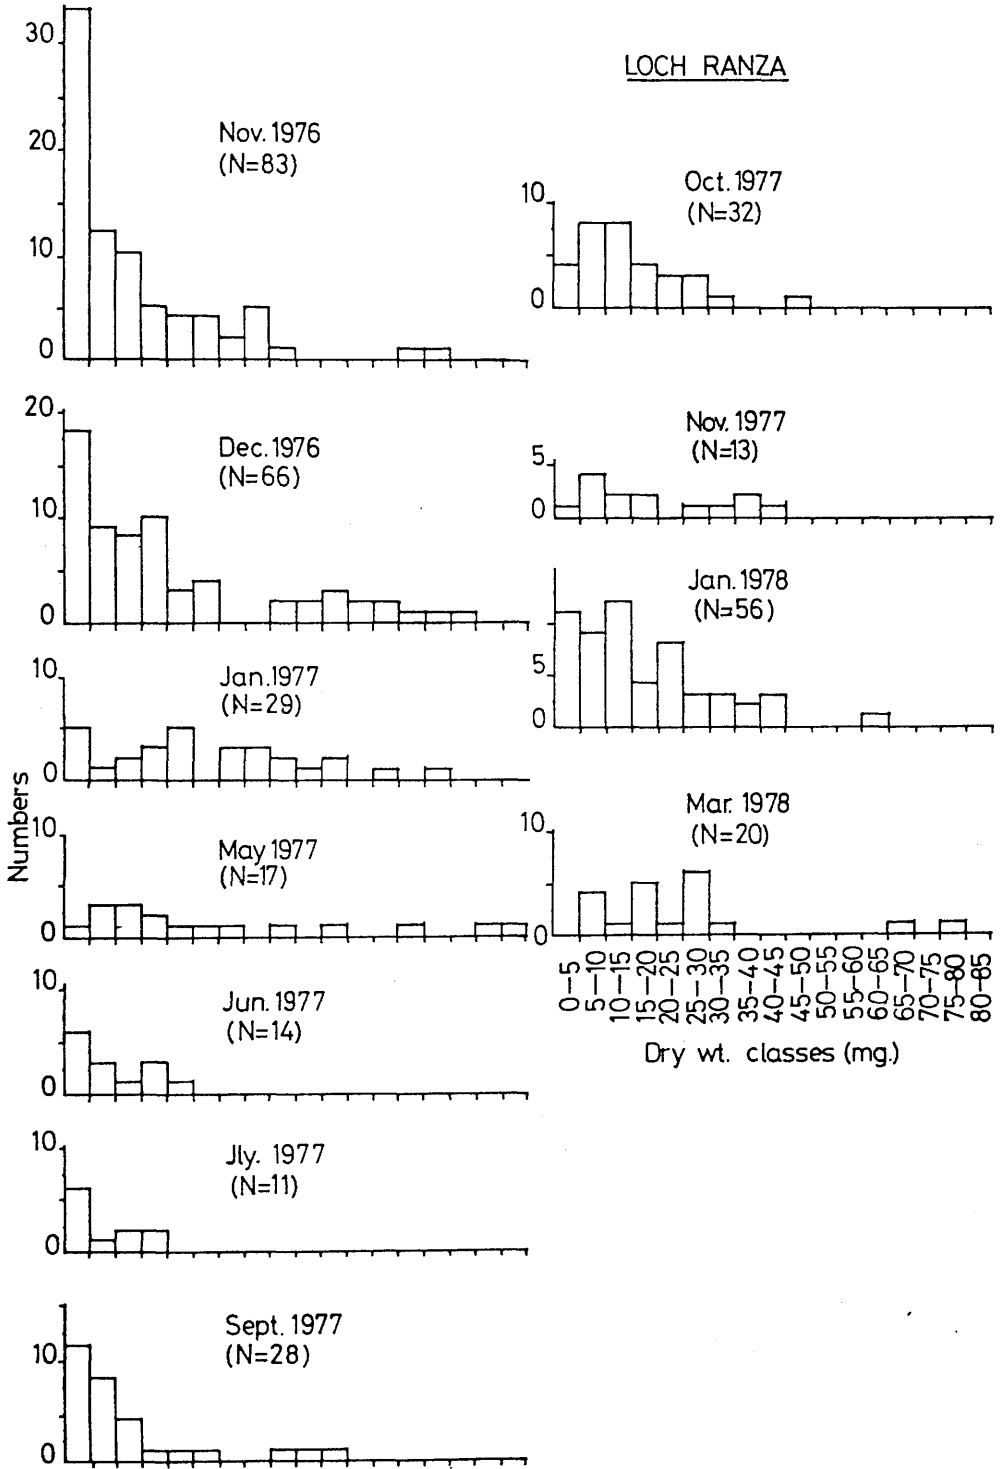 LOCH RANZA
Numbers
30
20
10
0
Nov. 1976
(N=83)
20
10
0
Dec. 1976
(N=66)
10
0
Jan. 1977
(N=29)
10
0
May 1977
(N=17)
10
0
Jun. 1977
(N=14)
10
0
Jly. 1977
(N=11)
10
0
Sept. 1977
(N=28)
10
0
Oct. 1977
(N=32)
5
0
Nov. 1977
(N=13)
5
0
Jan. 1978
(N=56)
10
0
Mar. 1978
(N=20)
0-5
5-10
10-15
15-20
20-25
25-30
30-35
35-40
40-45
45-50
50-55
55-60
60-65
65-70
70-75
75-80
80-85
Dry wt. classes (mg.)